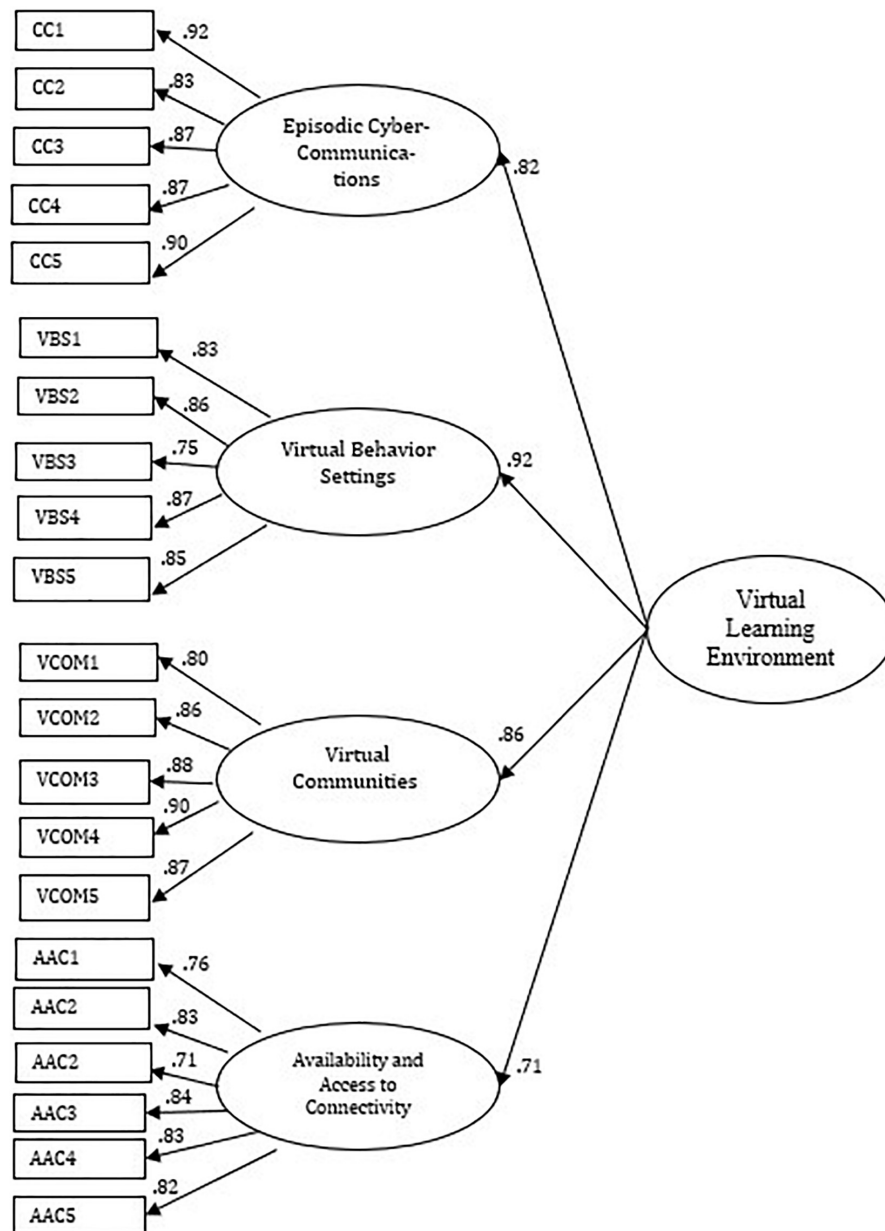 CC1
.92
CC2
.83
CC3
.87
CC4
.87
CC5
.90
Episodic Cyber-
Communica-
tions
.82
VBS1
.83
VBS2
.86
VBS3
.75
VBS4
.87
VBS5
.85
Virtual Behavior
Settings
.92
VCOM1
.80
VCOM2
.86
VCOM3
.88
VCOM4
.90
VCOM5
.87
Virtual
Communities
.86
AAC1
.76
AAC2
.83
AAC2
.71
AAC3
.84
AAC4
.83
AAC5
.82
Availability and
Access to
Connectivity
.71
Virtual
Learning
Environment